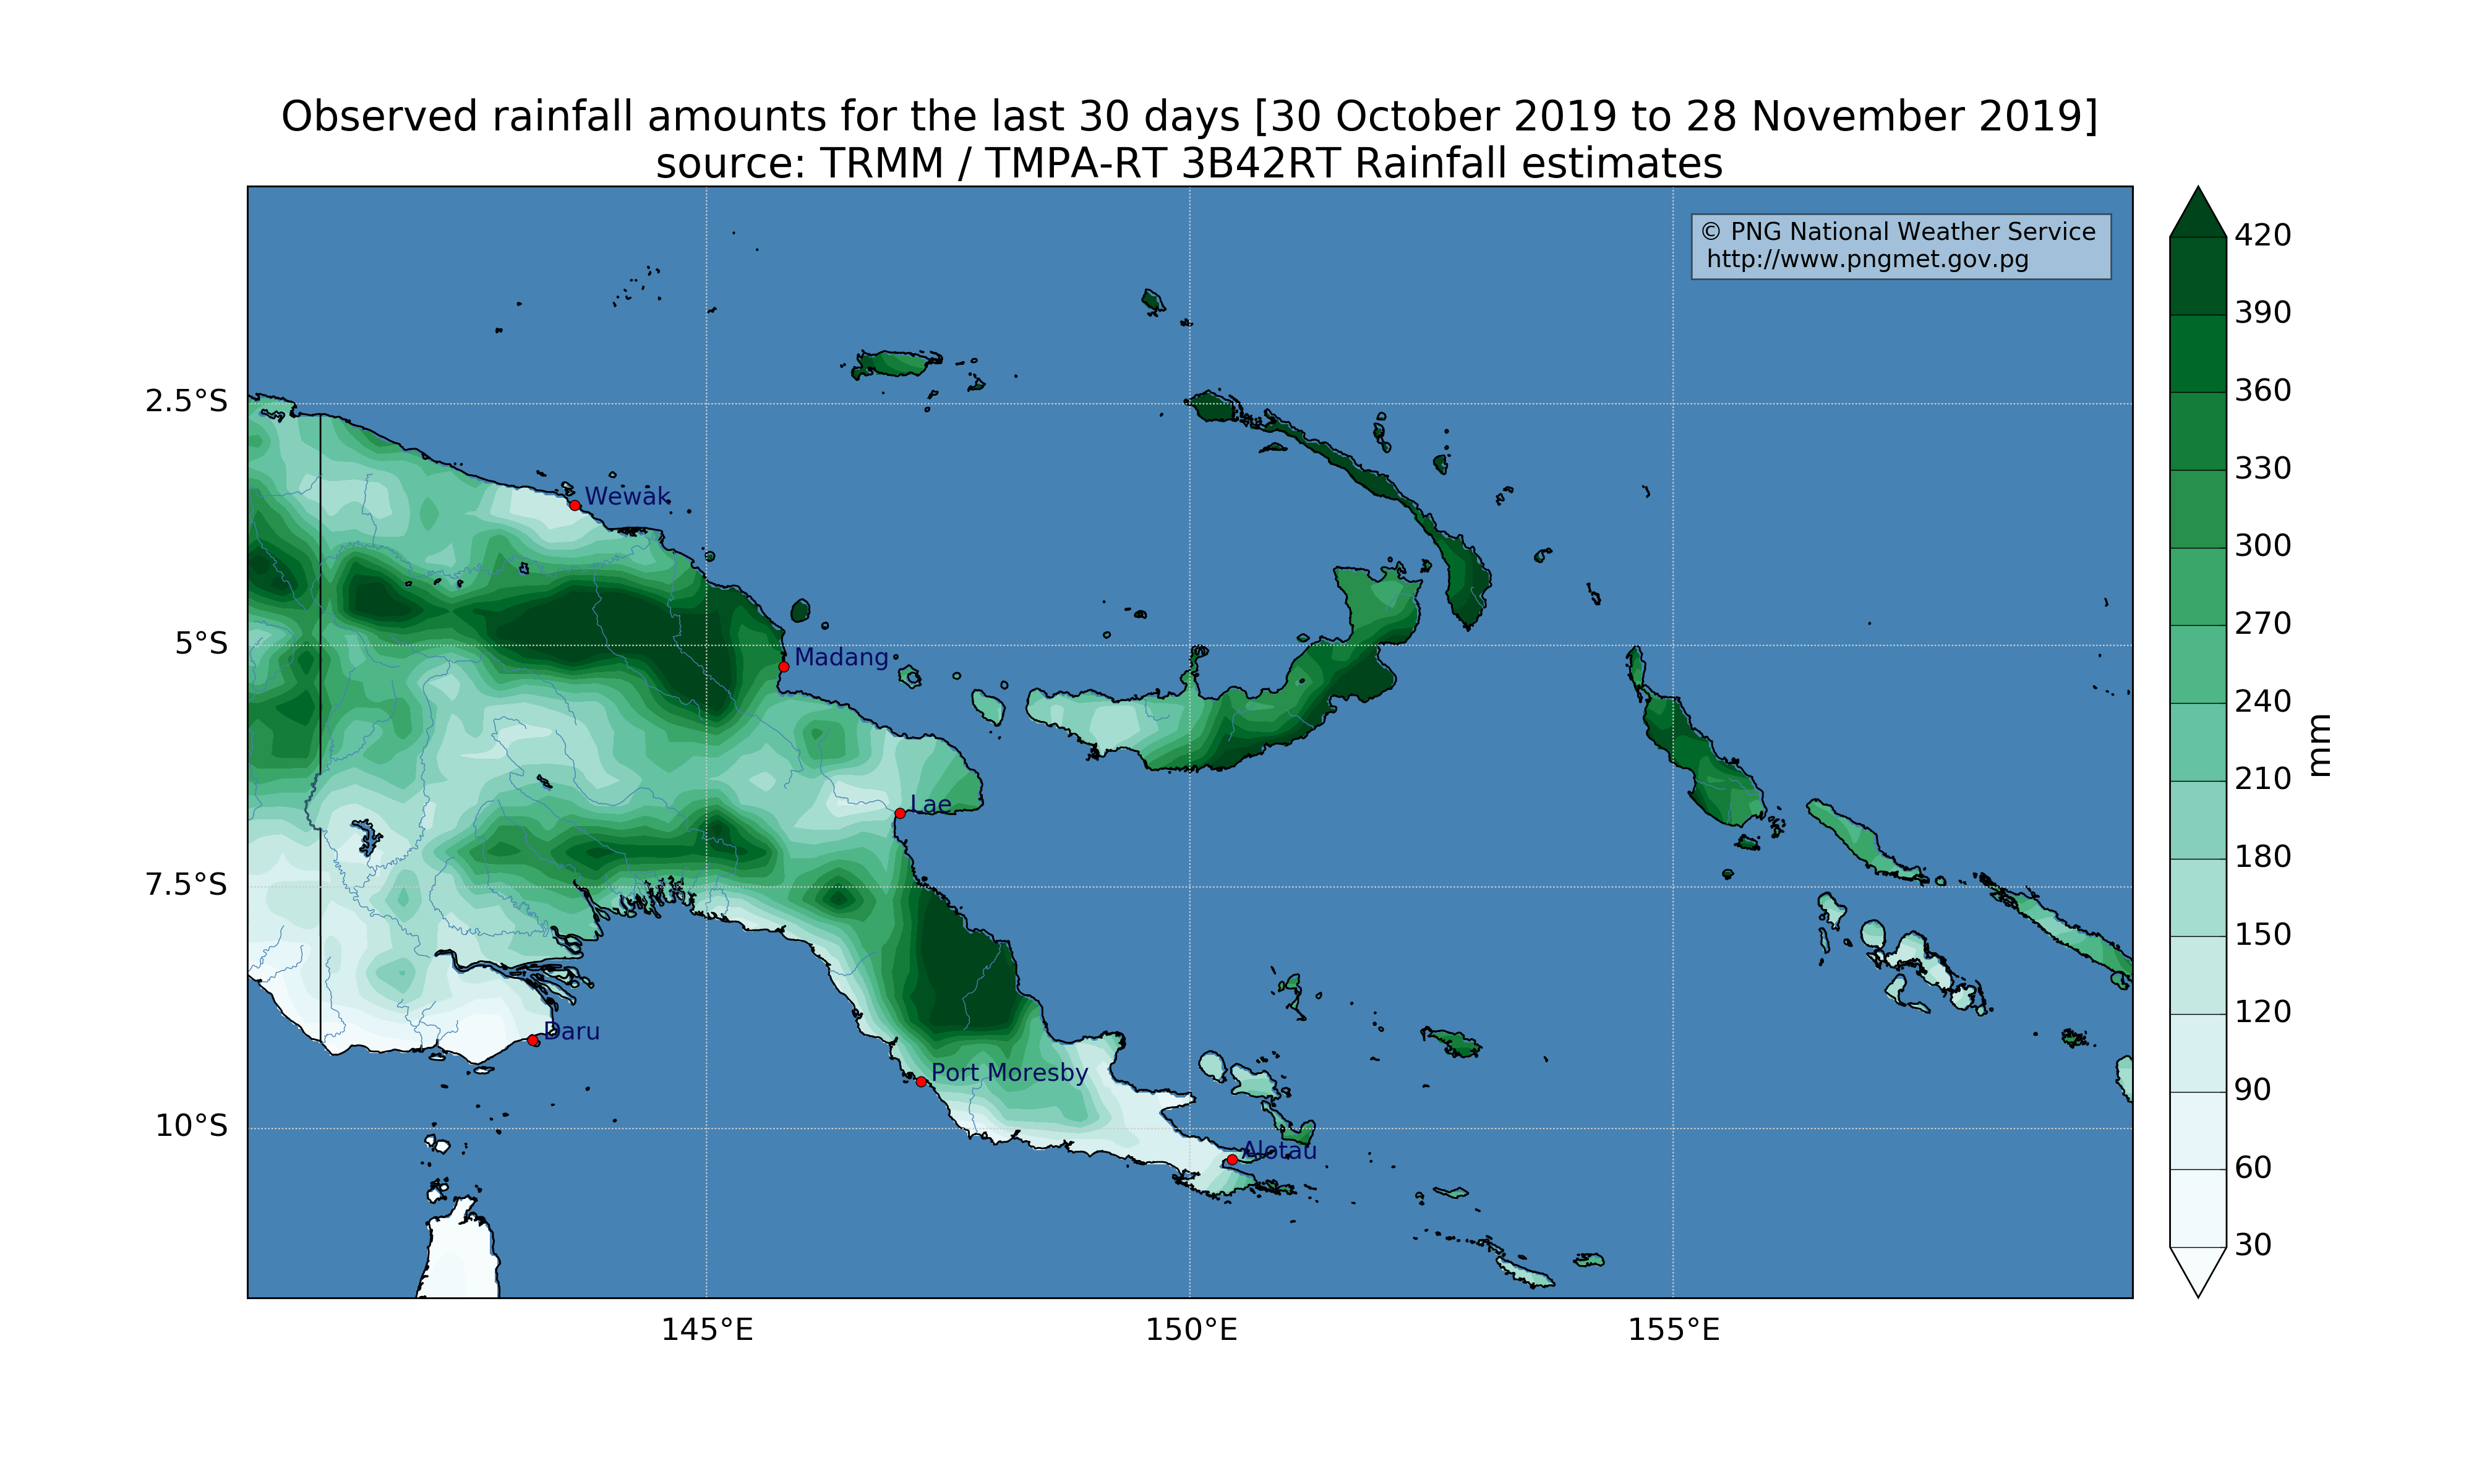 Observed rainfall amounts for the last 30 days [30 October 2019 to 28 November 2019]
source: TRMM / TMPA-RT 3B42RT Rainfall estimates
© PNG National Weather Service
http://www.pngmet.gov.pg
420
390
360
330
300
270
240
210
180
150
120
90
60
30
mm
2.5°S
5°S
7.5°S
10°S
Wewak
Madang
Lae
Daru
Port Moresby
Alotau
145°E
150°E
155°E